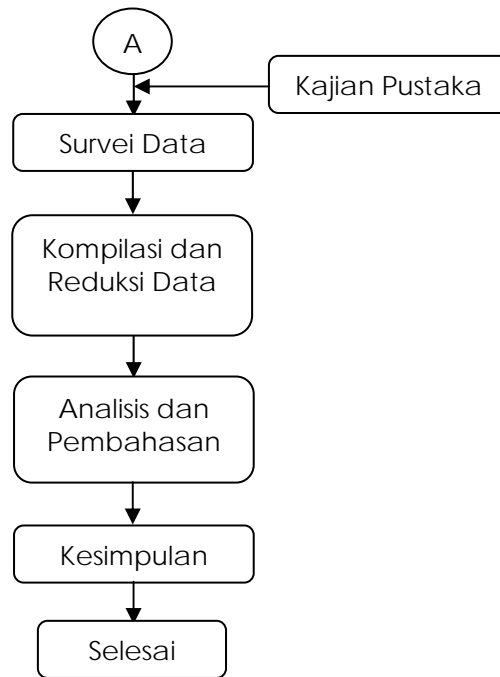 A
Kajian Pustaka
Survei Data
Kompilasi dan
Reduksi Data
Analisis dan
Pembahasan
Kesimpulan
Selesai